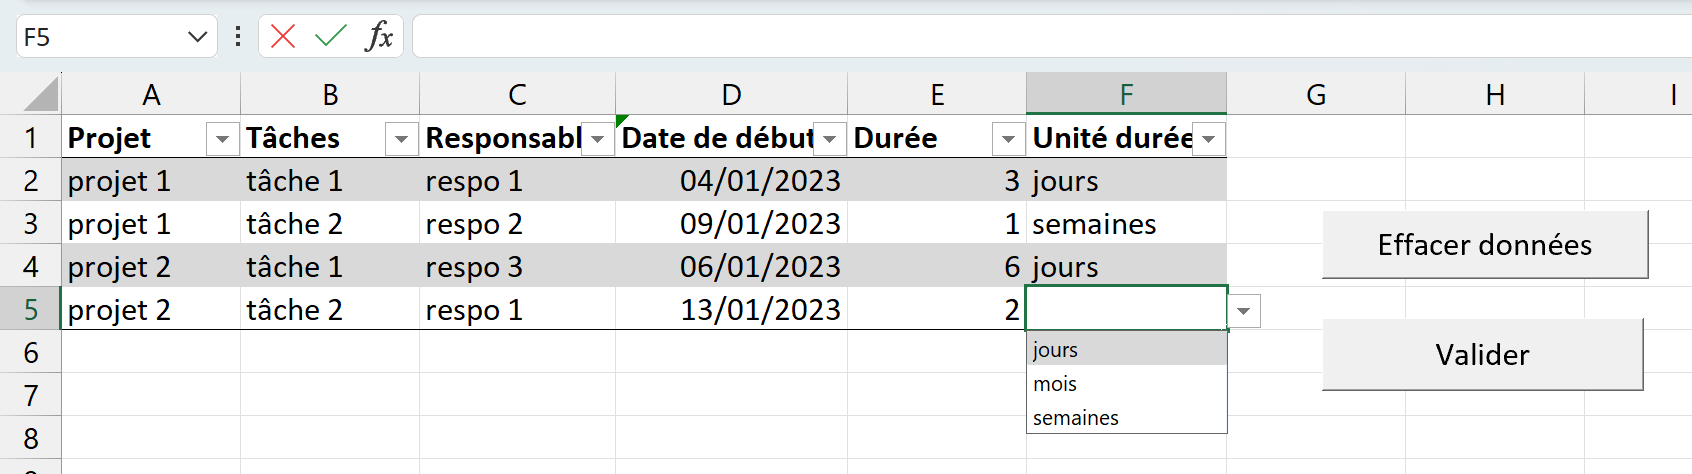 F5 fx
A B C D E F G H I
1 Projet Tâches Responsabl Date de début Durée Unité durée
2 projet 1 tâche 1 respo 1 04/01/2023 3 jours
3 projet 1 tâche 2 respo 2 09/01/2023 1 semaines
Effacer données
4 projet 2 tâche 1 respo 3 06/01/2023 6 jours
5 projet 2 tâche 2 respo 1 13/01/2023 2
6 jours
Valider
7 mois
semaines
8